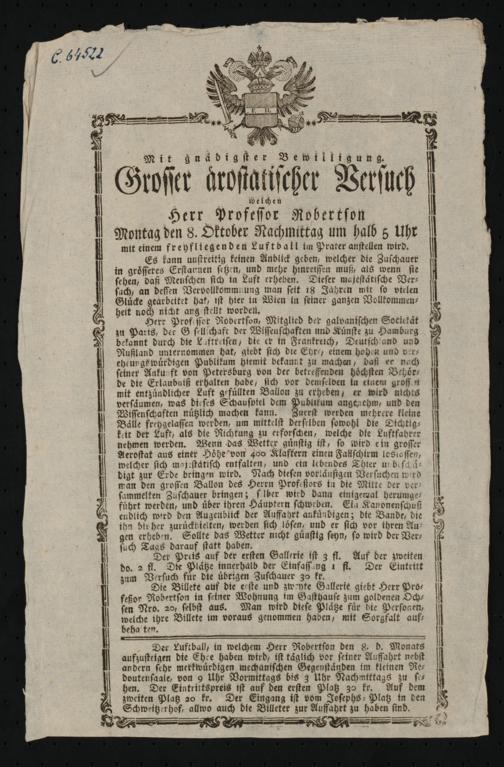 C. 64522
Mit gnädigster Bewilligung.
Grosser ärostatischer Versuch
welchen
Herr Professor Robertson
Montag den 8. Oktober Nachmittag um halb 5 Uhr
mit einem freyfliegenden Luftball im Prater anstellen wird.
Es kann unstreitig keinen Anblick geben, welcher die Zuschauer
in grösseres Erstaunen setzen, und mehr hinreissen muß, als wenn sie
sehen, daß Menschen sich in Luft erheben. Dieser majestätische Ver-
such, an dessen Vervollkommnung man seit 18 Jahren mit so vielen
Glücke gearbeitet hat, ist hier in Wien in seiner ganzen Vollkommen-
heit noch nicht angestellt worden.
Herr Professor Robertson, Mitglied der galvanischen Societät
zu Paris, der Gesellschaft der Wissenschaften und Künste zu Hamburg
bekannt durch die Luftreisen, die er in Frankreich, Deutschland und
Rußland unternommen hat, giebt sich die Ehre, einem hohen und ver-
ehrungswürdigen Publikum hiemit bekannt zu machen, daß er nach
seiner Ankunft von Petersburg von der betreffenden höchsten Behör-
de die Erlaubniß erhalten habe, sich vor demselben in einem grossen
mit entzündlicher Luft gefüllten Ballon zu erheben, er wird nichts
versäumen, was dieses Schauspiel dem Publikum angenehm, und den
Wissenschaften nützlich machen kann. Zuerst werden mehrere kleine
Bälle freygelassen werden, um mittelst derselben sowohl die Dichtig-
keit der Luft, als die Richtung zu erforschen, welche die Luftfahrer
nehmen werden. Wenn das Wetter günstig ist, so wird ein grosser
Aerostat aus einer Höhe von 400 Klaftern einen Fallschirm loslassen,
welcher sich majestätisch entfalten, und ein lebendes Thier unbeschä-
digt zur Erde bringen wird. Nach diesen vorläufigen Versuchen wird
man den grossen Ballon des Herrn Professors in die Mitte der ver-
sammelten Zuschauer bringen; selber wird dann einigemal herumge-
führt werden, und über ihren Häuptern schweben. Ein Kanonenschuß
endlich wird den Augenblick der Auffahrt ankündigen; die Bande, die
ihn bisher zurückhielten, werden sich lösen, und er sich vor ihren Au-
gen erheben. Sollte das Wetter nicht günstig seyn, so wird der Ver-
such Tags darauf statt haben.
Der Preis auf der ersten Gallerie ist 3 fl. Auf der zweiten
do. 2 fl. Die Plätze innerhalb der Einfassung 1 fl. Der Eintritt
zum Versuch für die übrigen Zuschauer 30 kr.
Die Billete auf die erste und zweyte Gallerie giebt Herr Pro-
feßor Robertson in seiner Wohnung im Gasthause zum goldenen Och-
sen Nro. 20, selbst aus. Man wird diese Plätze für die Personen,
welche ihre Billete im voraus genommen haben, mit Sorgfalt auf-
behalten.
Der Luftball, in welchem Herr Robertson den 8. d. Monats
aufzusteigen die Ehre haben wird, ist täglich vor seiner Auffahrt nebst
andern sehr merkwürdigen mechanischen Gegenständen im kleinen Re-
doutensaale, von 9 Uhr Vormittags bis 3 Uhr Nachmittags zu se-
hen. Der Eintrittspreis ist auf den ersten Platz 30 kr. Auf dem
zweiten Platz 20 kr. Der Eingang ist vom Josephs-Platz in den
Schweitzerhof, allwo auch die Billeter zur Auffahrt zu haben sind.